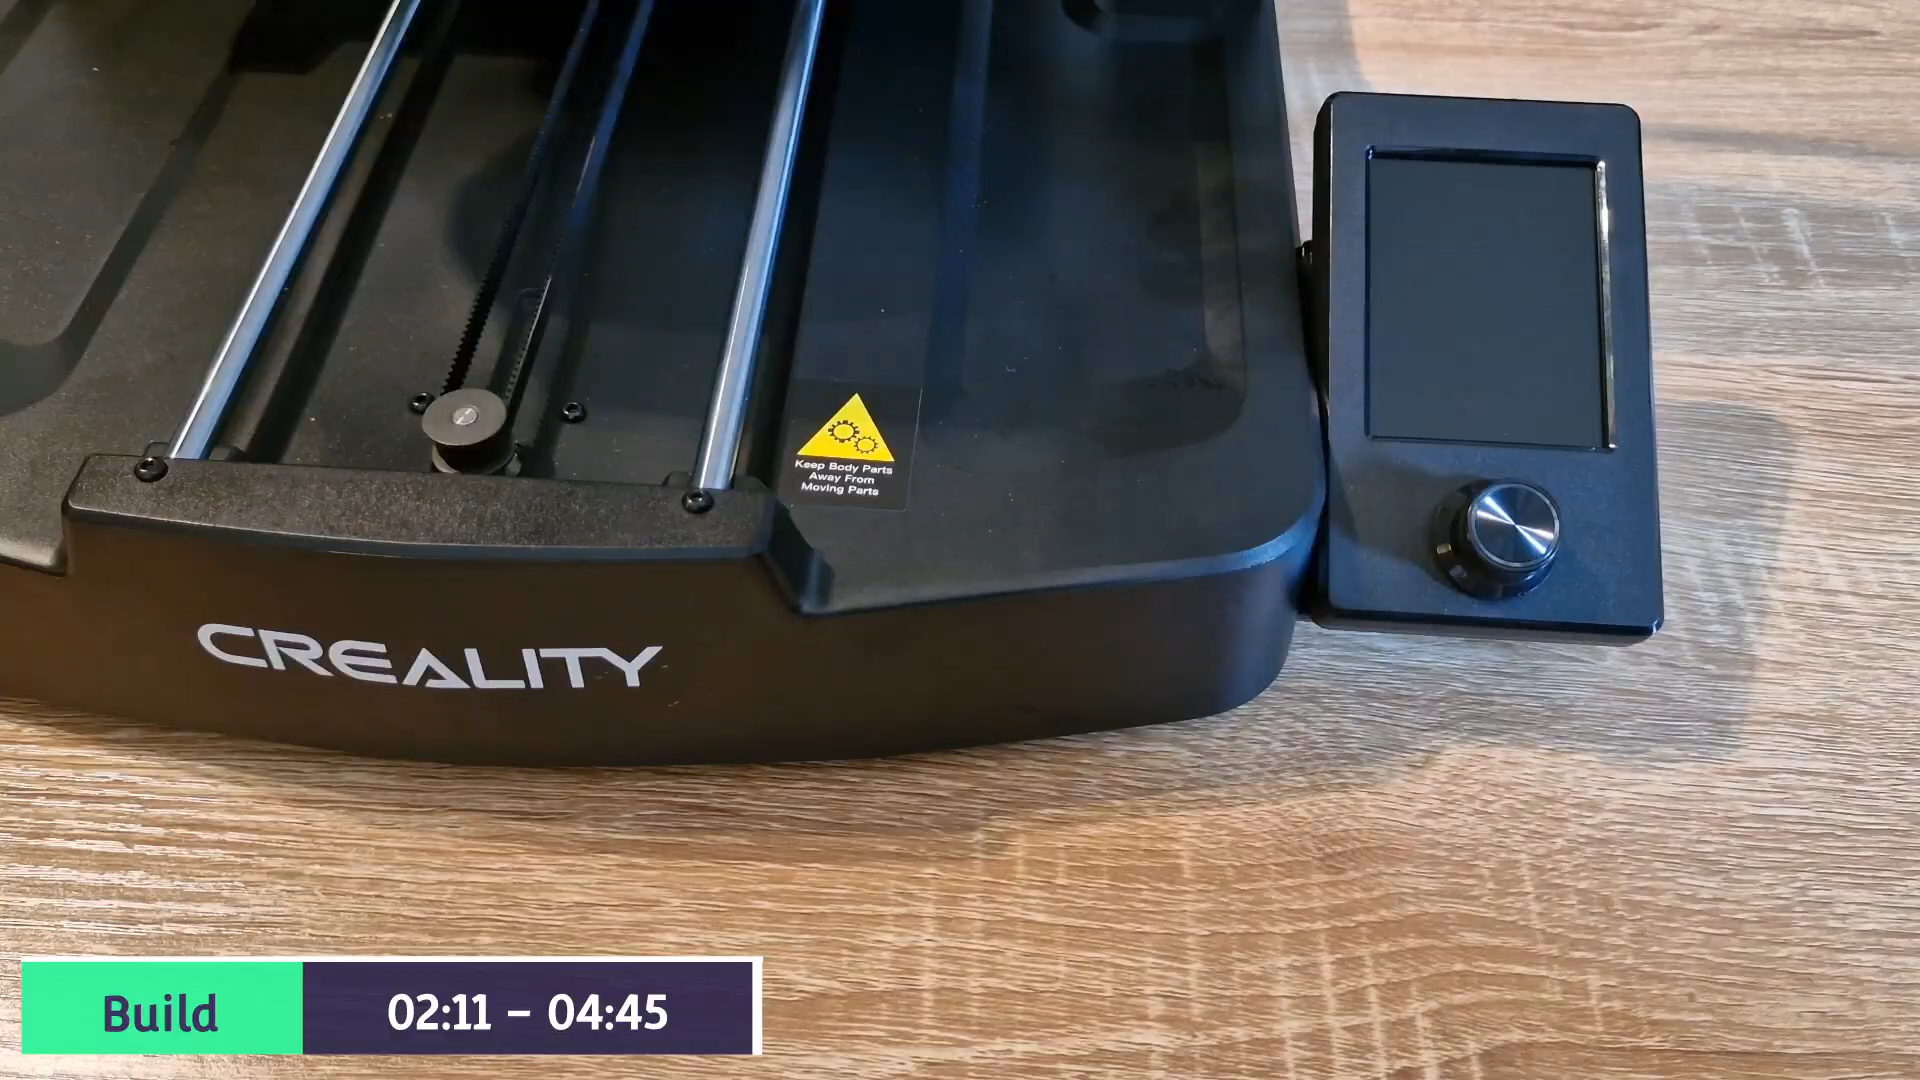 Keep Body Parts
Away From
Moving Parts
CREALITY
Build
02:11 – 04:45